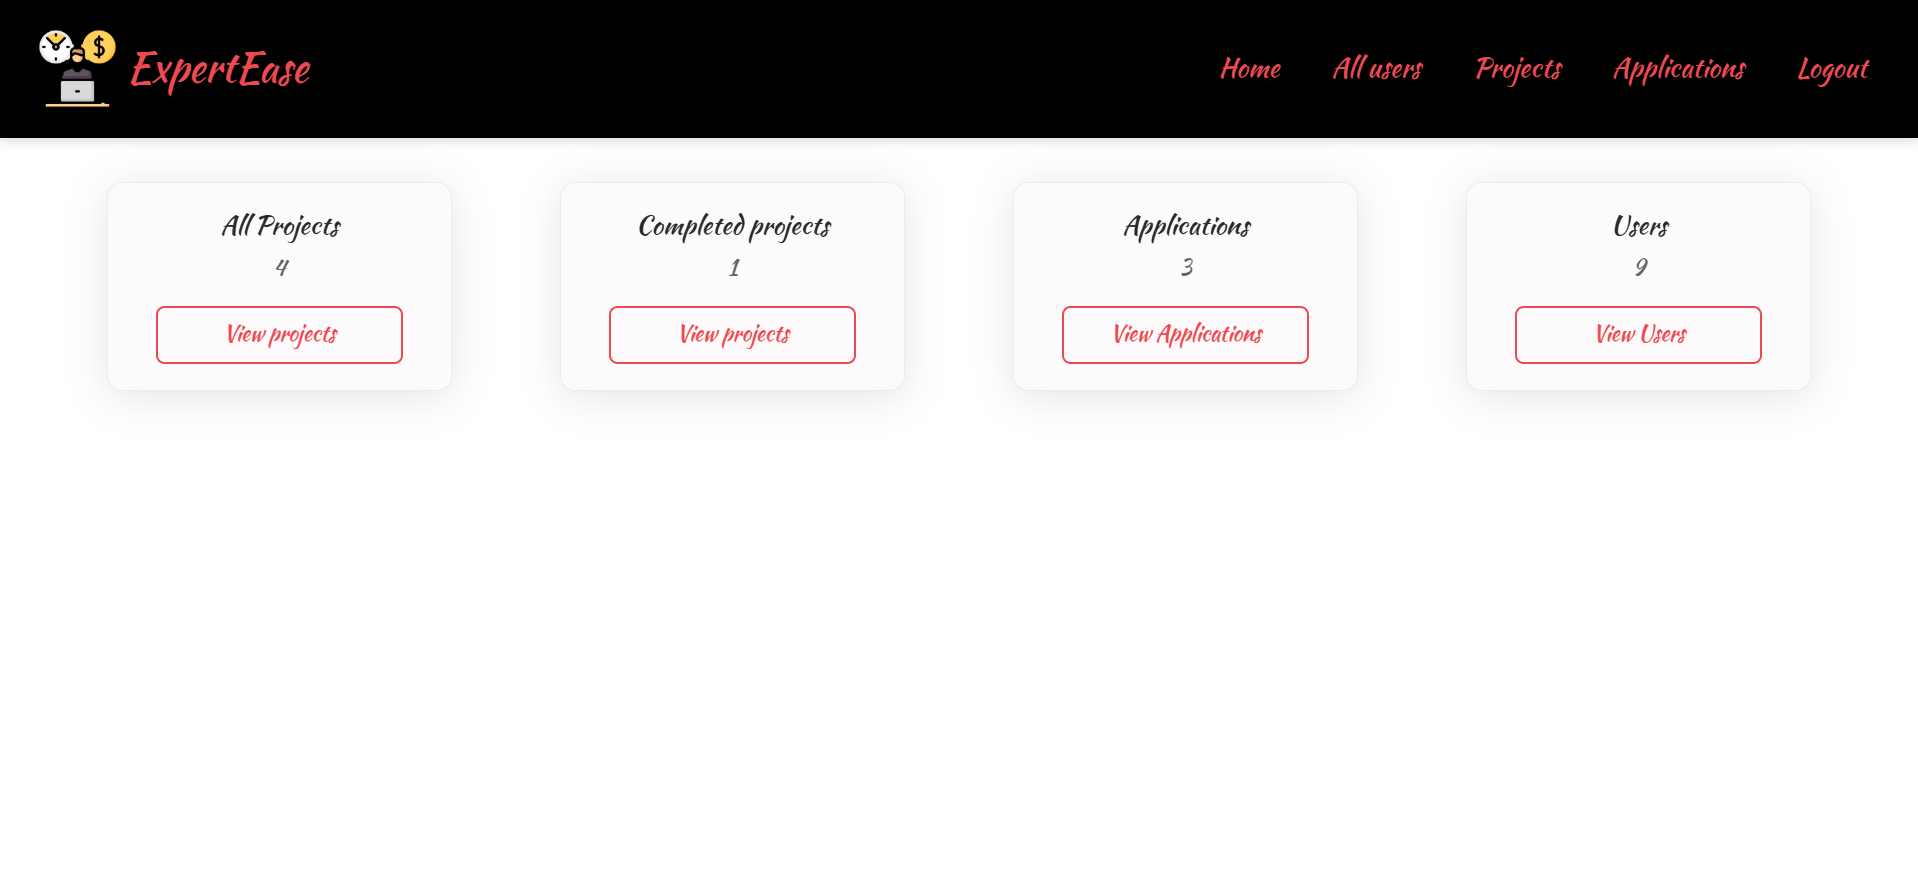 ExpertEase
Home All users Projects Applications Logout
All Projects
4
View projects
Completed projects
1
View projects
Applications
3
View Applications
Users
9
View Users